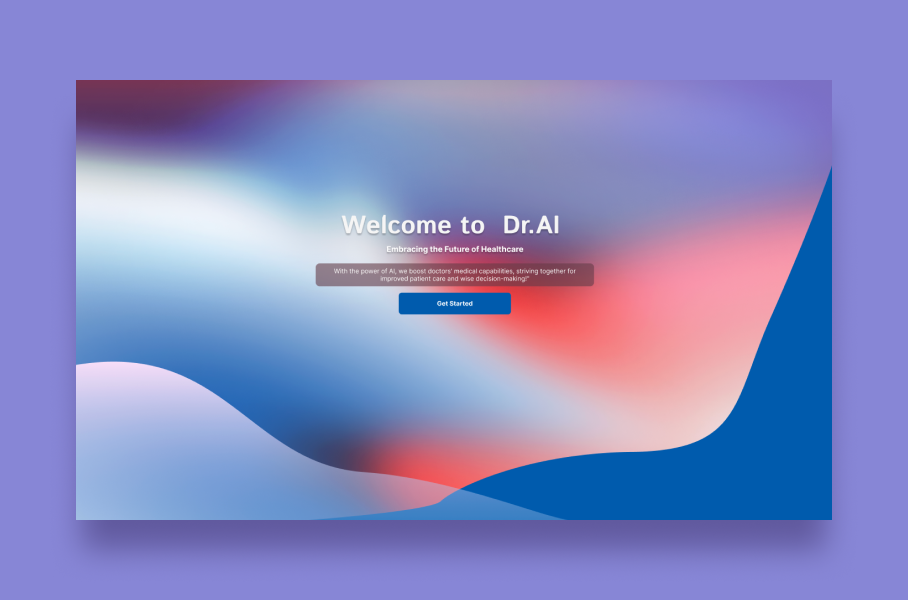 Welcome to Dr.AI
Embracing the Future of Healthcare
With the power of AI, we boost doctors' medical capabilities, striving together for
improved patient care and wise decision-making!"
Get Started